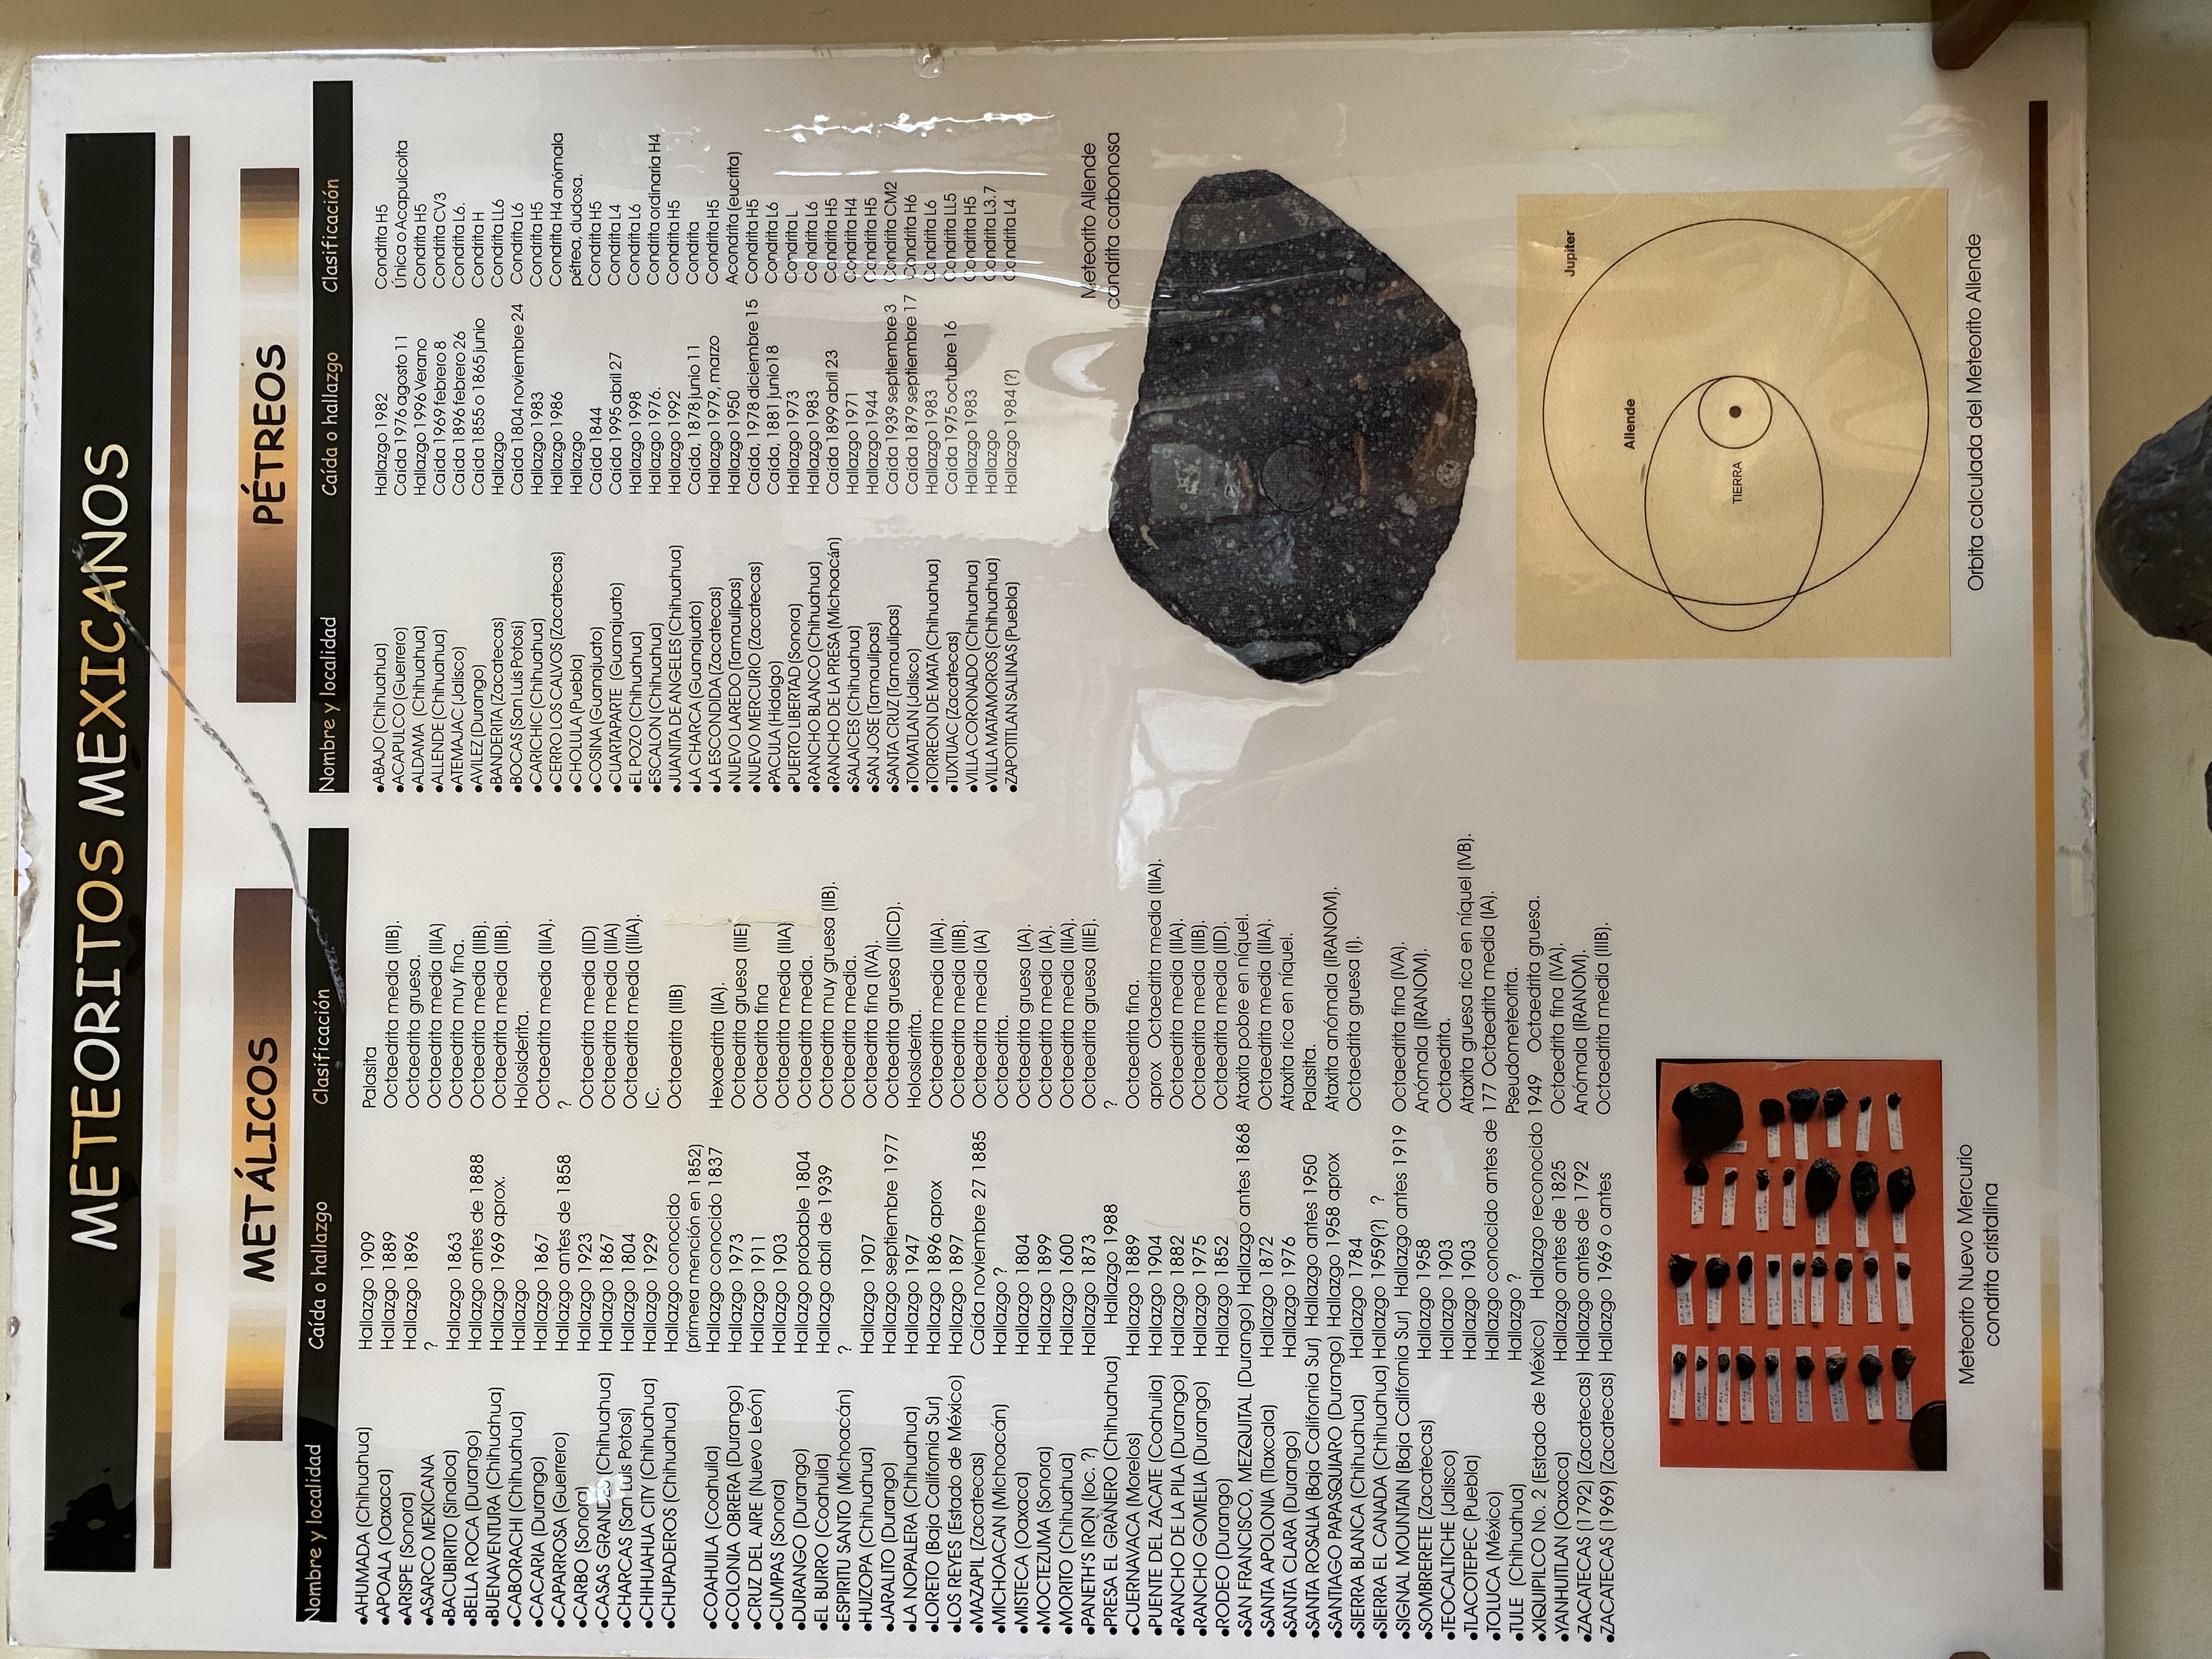 METEORITOS MEXICANOS
METÁLICOS
Nombre y localidad Caída o hallazgo Clasificación
•AHUMADA (Chihuahua) Hallazgo 1909 Palasita
•APOALA (Oaxaca) Hallazgo 1889 Octaedrita media (IIIB).
•ARISPE (Sonora) Hallazgo 1896 Octaedrita gruesa.
•ASARCO MEXICANA ? Octaedrita media (IIIA)
•BACUBIRITO (Sinaloa) Hallazgo 1863 Octaedrita muy fina.
•BELLA ROCA (Durango) Hallazgo antes de 1888 Octaedrita media (IIIB).
•BUENAVENTURA (Chihuahua) Hallazgo 1969 aprox. Octaedrita media (IIIB).
•CABORACHI (Chihuahua) Hallazgo Holosiderita.
•CACARIA (Durango) Hallazgo 1867 Octaedrita media (IIIA).
•CAPARROSA (Guerrero) Hallazgo antes de 1858 ?
•CARBO (Sonora) Hallazgo 1923 Octaedrita media (IID)
•CASAS GRANDES (Chihuahua) Hallazgo 1867 Octaedrita media (IIIA)
•CHARCAS (San Luis Potosí) Hallazgo 1804 Octaedrita media ((IIIA).
•CHIHUAHUA CITY (Chihuahua) Hallazgo 1929 IC.
•CHUPADEROS (Chihuahua) Hallazgo conocido Octaedrita (IIIB)
(primera mención en 1852)
•COAHUILA (Coahuila) Hallazgo conocido 1837 Hexaedrita (IIA).
•COLONIA OBRERA (Durango) Hallazgo 1973 Octaedrita gruesa (IIIE)
•CRUZ DEL AIRE (Nuevo León) Hallazgo 1911 Octaedrita fina
•CUMPAS (Sonora) Hallazgo 1903 Octaedrita media (IIIA)
•DURANGO (Durango) Hallazgo probable 1804 Octaedrita media.
•EL BURRO (Coahuila) Hallazgo abril de 1939 Octaedrita muy gruesa (IIB).
•ESPIRITU SANTO (Michoacán) ? Octaedrita media.
•HUIZOPA (Chihuahua) Hallazgo 1907 Octaedrita fina (IVA).
•JARALITO (Durango) Hallazgo septiembre 1977 Octaedrita gruesa (IIICD).
•LA NOPALERA (Chihuahua) Hallazgo 1947 Holosiderita.
•LORETO (Baja California Sur) Hallazgo 1896 aprox Octaedrita media (IIIA).
•LOS REYES (Estado de México) Hallazgo 1897 Octaedrita media (IIIB).
•MAZAPIL (Zacatecas) Caída noviembre 27 1885 Octaedrita media (IA)
•MICHOACAN (Michoacán) Hallazgo ? Octaedrita.
•MISTECA (Oaxaca) Hallazgo 1804 Octaedrita gruesa (IA).
•MOCTEZUMA (Sonora) Hallazgo 1899 Octaedrita media (IA).
•MORITO (Chihuahua) Hallazgo 1600 Octaedrita media (IIIA).
•PANETH'S IRON (loc. ?) Hallazgo 1873 Octaedrita gruesa (IIIE).
•PRESA EL GRANERO (Chihuahua) Hallazgo 1988 ?
•CUERNAVACA (Morelos) Hallazgo 1889 Octaedrita fina.
•PUENTE DEL ZACATE (Coahuila) Hallazgo 1904 aprox Octaedrita media (IIIA).
•RANCHO DE LA PILA (Durango) Hallazgo 1882 Octaedrita media (IIIA).
•RANCHO GOMELIA (Durango) Hallazgo 1975 Octaedrita media (IIIB).
•RODEO (Durango) Hallazgo 1852 Octaedrita media (IID).
•SAN FRANCISCO, MEZQUITAL (Durango) Hallazgo antes 1868 Ataxita pobre en níquel.
•SANTA APOLONIA (Tlaxcala) Hallazgo 1872 Octaedrita media (IIIA).
•SANTA CLARA (Durango) Hallazgo 1976 Ataxita rica en níquel.
•SANTA ROSALIA (Baja California Sur) Hallazgo antes 1950 Palasita.
•SANTIAGO PAPASQUIARO (Durango) Hallazgo 1958 aprox Ataxita anómala (IRANOM).
•SIERRA BLANCA (Chihuahua) Hallazgo 1784 Octaedrita gruesa (I).
•SIERRA EL CANADA (Chihuahua) Hallazgo 1959(?) ?
•SIGNAL MOUNTAIN (Baja California Sur) Hallazgo antes 1919 Octaedrita fina (IVA).
•SOMBRERETE (Zacatecas) Hallazgo 1958 Anómala (IRANOM).
•TEOCALTICHE (Jalisco) Hallazgo 1903 Octaedrita.
•TLACOTEPEC (Puebla) Hallazgo 1903 Ataxita gruesa rica en níquel (IVB).
•TOLUCA (México) Hallazgo conocido antes de 177 Octaedrita media (IA).
•TULE (Chihuahua) Hallazgo ? Pseudometeorita.
•XIQUIPILCO No. 2 (Estado de México) Hallazgo reconocido 1949 Octaedrita gruesa.
•YANHUITLAN (Oaxaca) Hallazgo antes de 1825 Octaedrita fina (IVA).
•ZACATECAS (1792) (Zacatecas) Hallazgo antes de 1792 Anómala (IRANOM).
•ZACATECAS (1969) (Zacatecas) Hallazgo 1969 o antes Octaedrita media (IIIB).
Meteorito Nuevo Mercurio
condrita cristalina
PÉTREOS
Nombre y localidad Caída o hallazgo Clasificación
•ABAJO (Chihuahua) Hallazgo 1982 Condrita H5
•ACAPULCO (Guerrero) Caída 1976 agosto 11 Única o Acapulcoita
•ALDAMA (Chihuahua) Hallazgo 1996 Verano Condrita H5
•ALLENDE (Chihuahua) Caída 1969 febrero 8 Condrita CV3
•ATEMAJAC (Jalisco) Caída 1896 febrero 26 Condrita L6.
•AVILEZ (Durango) Caída 1855 o 1865 junio Condrita H
•BANDERITA (Zacatecas) Hallazgo Condrita LL6
•BOCAS (San Luis Potosí) Caída 1804 noviembre 24 Condrita L6
•CARICHIC (Chihuahua) Hallazgo 1983 Condrita H5
•CERRO LOS CALVOS (Zacatecas) Hallazgo 1986 Condrita H4 anómala
•CHOLULA (Puebla) Hallazgo pétrea, dudosa.
•COSINA (Guanajuato) Caída 1844 Condrita H5
•CUARTAPARTE (Guanajuato) Caída 1995 abril 27 Condrita L4
•EL POZO (Chihuahua) Hallazgo 1998 Condrita L6
•ESCALON (Chihuahua) Hallazgo 1976. Condrita ordinaria H4
•JUANITA DE ANGELES (Chihuahua) Hallazgo 1992 Condrita H5
•LA CHARCA (Guanajuato) Caída, 1878 junio 11 Condrita
•LA ESCONDIDA (Zacatecas) Hallazgo 1979, marzo Condrita H5
•NUEVO LAREDO (Tamaulipas) Hallazgo 1950 Acondrita (eucrita)
•NUEVO MERCURIO (Zacatecas) Caída, 1978 diciembre 15 Condrita H5
•PACULA (Hidalgo) Caída, 1881 junio18 Condrita L6
•PUERTO LIBERTAD (Sonora) Hallazgo 1973 Condrita L
•RANCHO BLANCO (Chihuahua) Hallazgo 1983 Condrita L6
•RANCHO DE LA PRESA (Michoacán) Caída 1899 abril 23 Condrita H5
•SALAICES (Chihuahua) Hallazgo 1971 Condrita H4
•SAN JOSE (Tamaulipas) Hallazgo 1944 Condrita H5
•SANTA CRUZ (Tamaulipas) Caída 1939 septiembre 3 Condrita CM2
•TOMATLAN (Jalisco) Caída 1879 septiembre 17 Condrita H6
•TORREON DE MATA (Chihuahua) Hallazgo 1983 Condrita L6
•TUXTUAC (Zacatecas) Caída 1975 octubre 16 Condrita LL5
•VILLA CORONADO (Chihuahua) Hallazgo 1983 Condrita H5
•VILLA MATAMOROS (Chihuahua) Hallazgo Condrita L3.7
•ZAPOTITLAN SALINAS (Puebla) Hallazgo 1984 (?) Condrita L4
Meteorito Allende
condrita carbonosa
Jupiter
Allende
TIERRA
Orbita calculada del Meteorito Allende